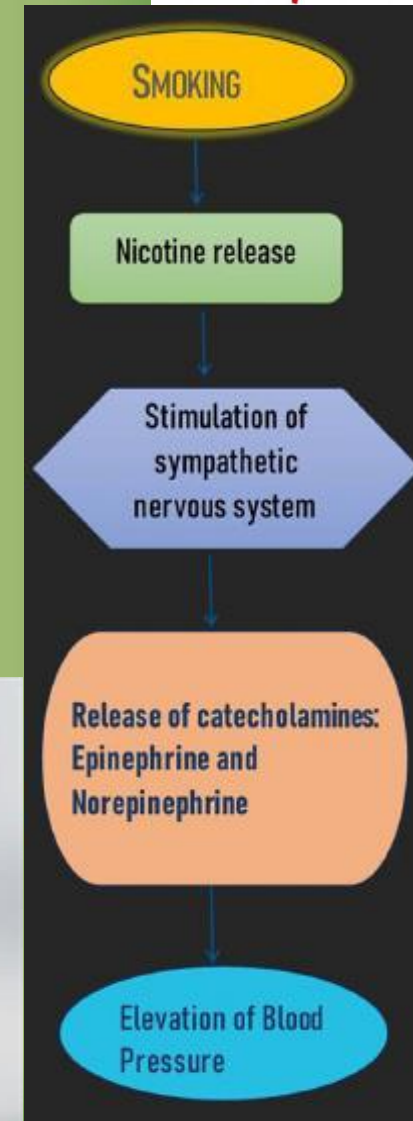 SMOKING
Nicotine release
Stimulation of
sympathetic
nervous system
Release of catecholamines:
Epinephrine and
Norepinephrine
Elevation of Blood
Pressure